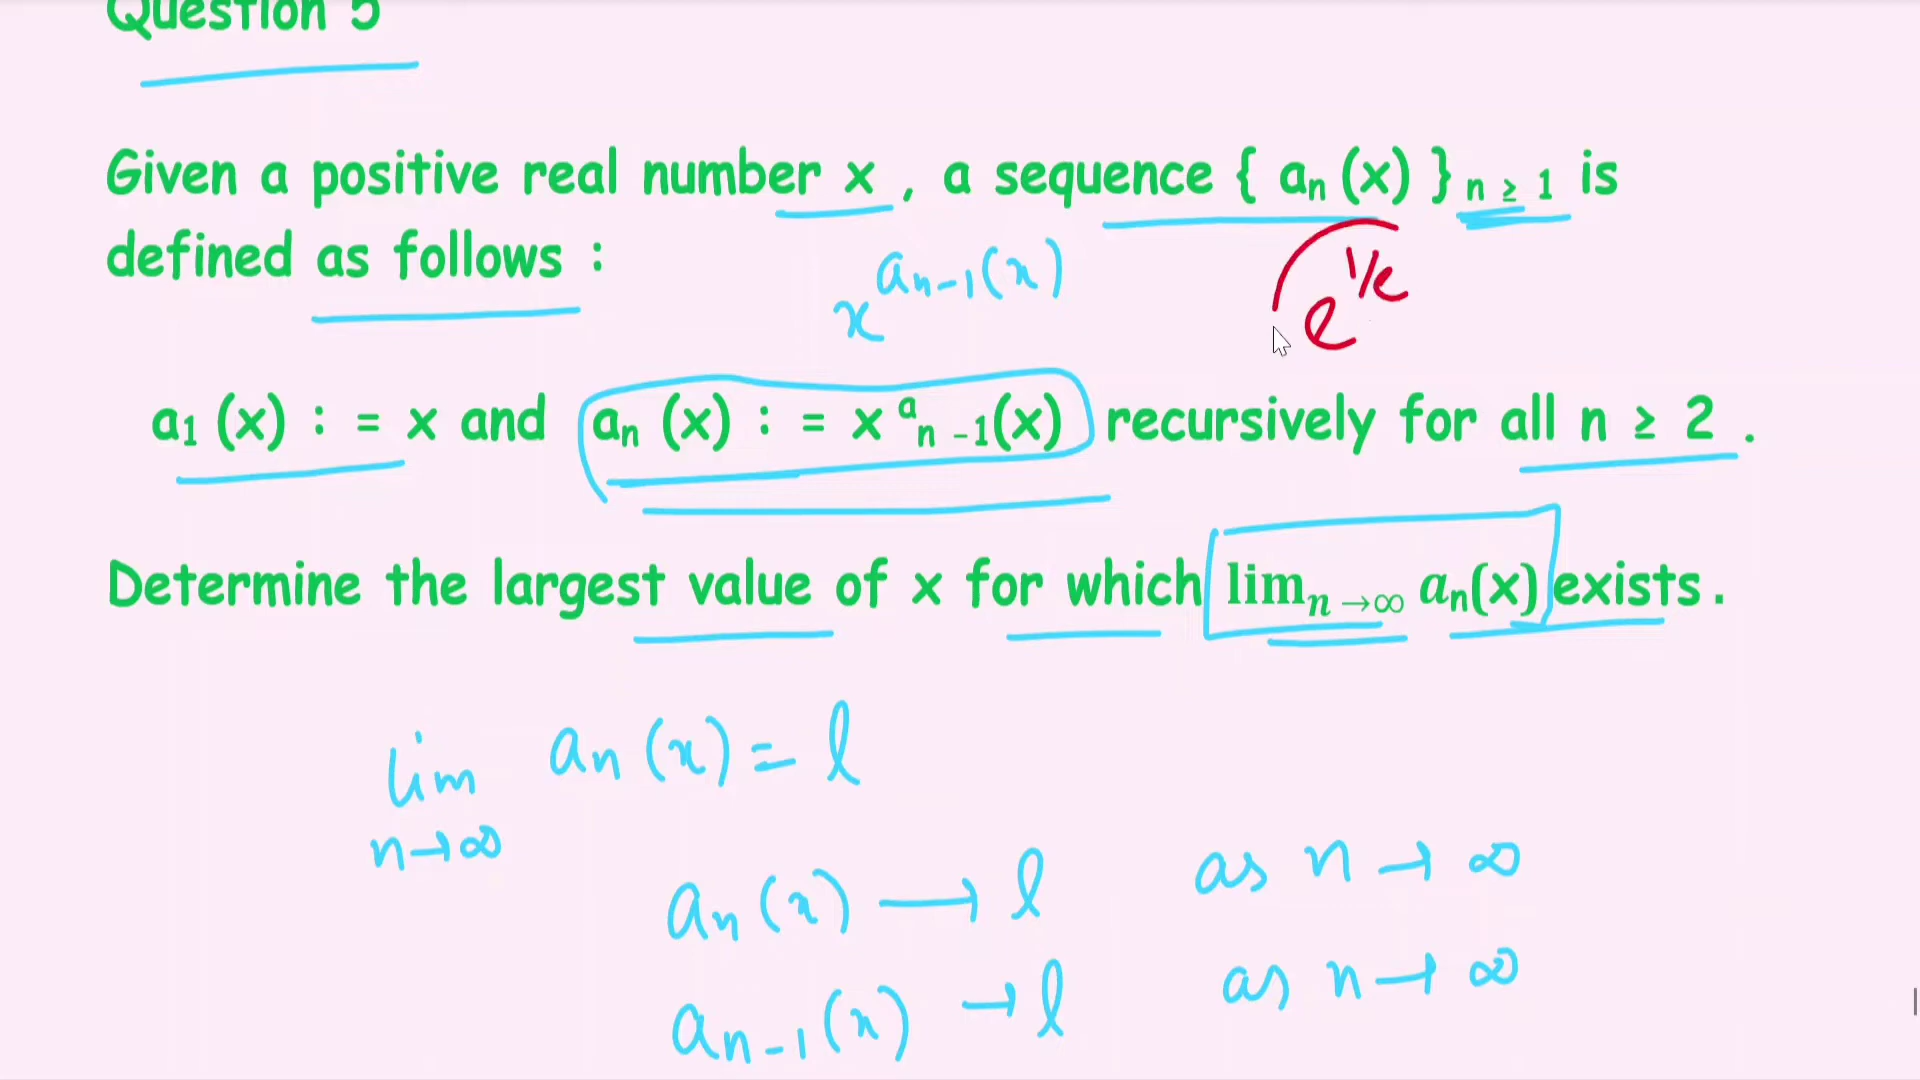 Question 5
Given a positive real number x , a sequence { aₙ (x) } n ≥ 1 is
defined as follows :
x^{aₙ₋₁(x)}
e^{1/e}
a₁ (x) : = x and aₙ (x) : = x ᵃₙ ₋₁(x) recursively for all n ≥ 2 .
Determine the largest value of x for which limₙ →∞ aₙ(x) exists .
lim n→∞ aₙ (x) = l
aₙ (x) → l as n → ∞
aₙ₋₁ (x) → l as n → ∞